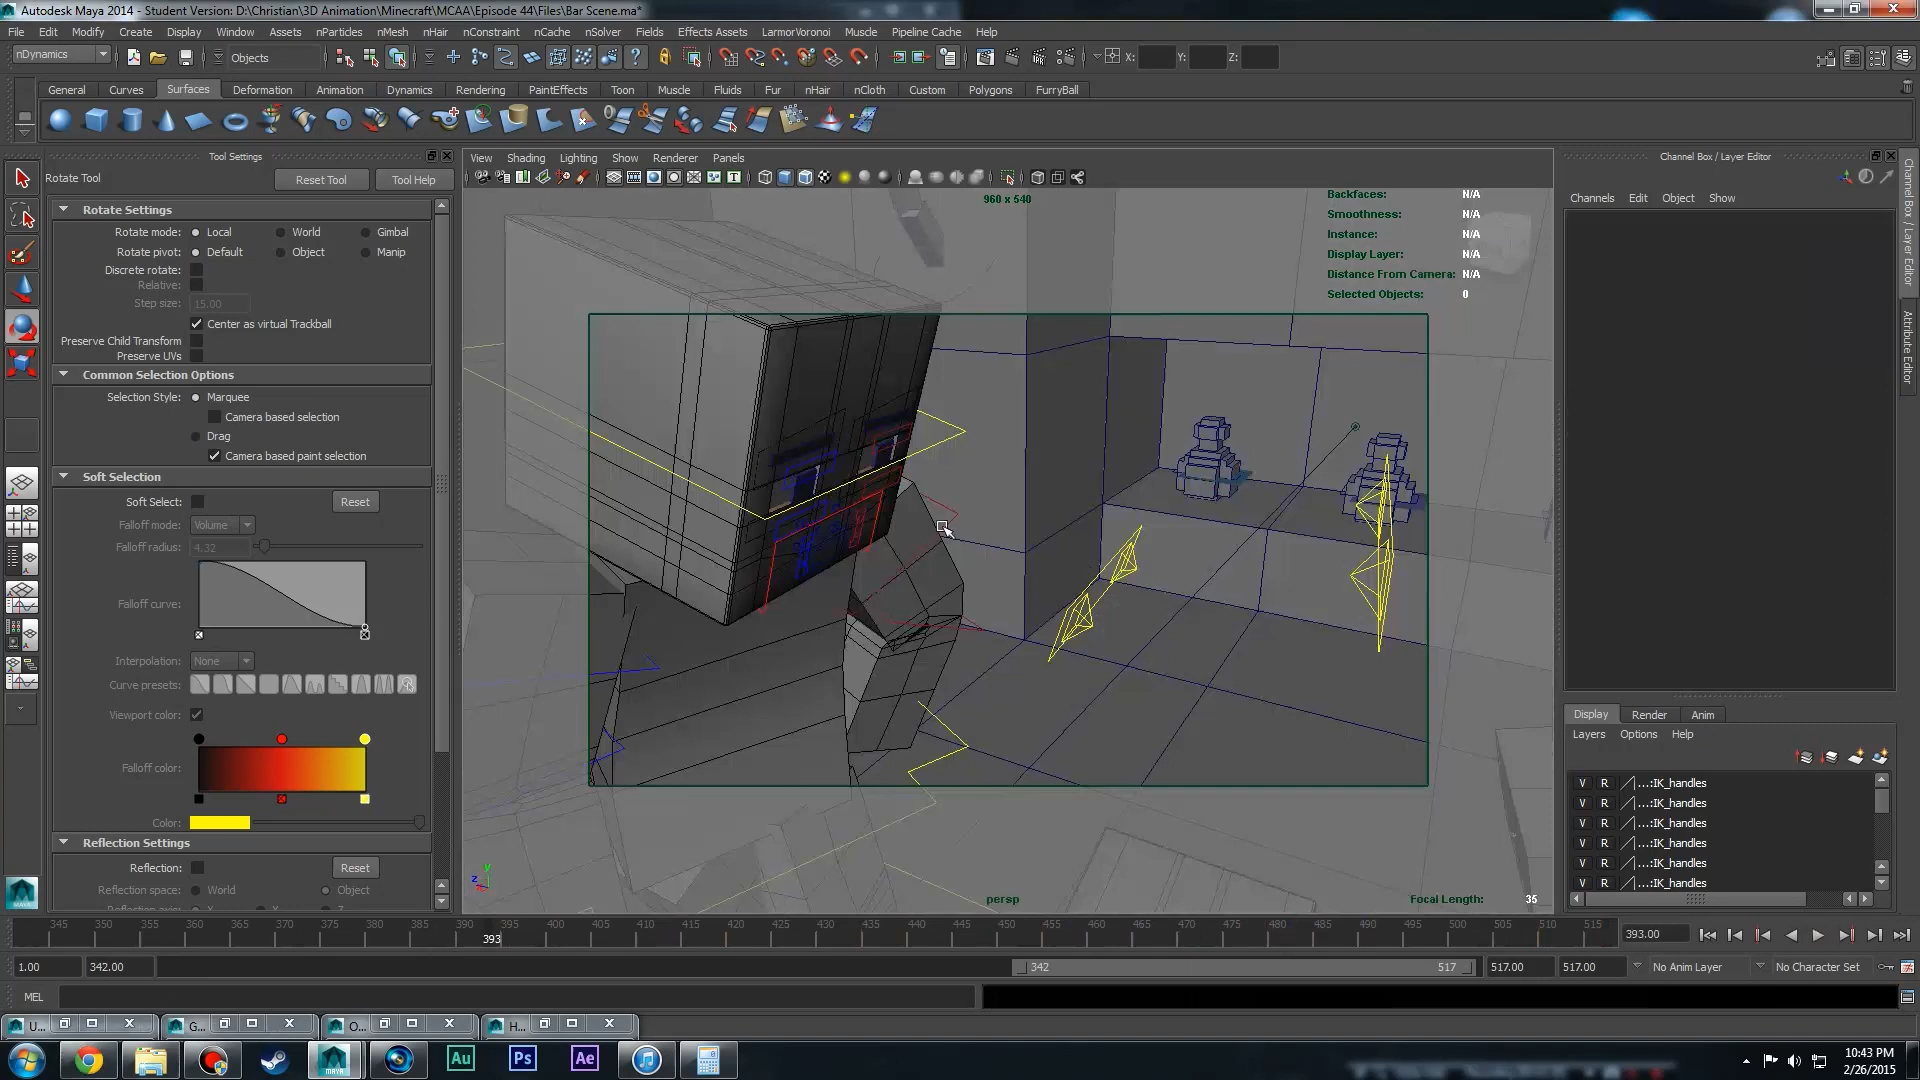 Autodesk Maya 2014 - Student Version: D:\Christian\3D Animation\Minecraft\MCAA\Episode 44\Files\Bar Scene.ma*
File Edit Modify Create Display Window Assets nParticles nMesh nHair nConstraint nCache nSolver Fields Effects Assets LarmorVoronoi Muscle Pipeline Cache Help
nDynamics Objects X: Y: Z:
General Curves Surfaces Deformation Animation Dynamics Rendering PaintEffects Toon Muscle Fluids Fur nHair nCloth Custom Polygons FurryBall
Tool Settings
Rotate Tool Reset Tool Tool Help
Rotate Settings
Rotate mode: Local World Gimbal
Rotate pivot: Default Object Manip
Discrete rotate:
Relative:
Step size: 15.00
Center as virtual Trackball
Preserve Child Transform
Preserve UVs
Common Selection Options
Selection Style: Marquee
Camera based selection
Drag
Camera based paint selection
Soft Selection
Soft Select: Reset
Falloff mode: Volume
Falloff radius: 4.32
Falloff curve:
Interpolation: None
Curve presets:
Viewport color:
Falloff color:
Color:
Reflection Settings
Reflection: Reset
Reflection space: World Object
View Shading Lighting Show Renderer Panels
960 x 540
Backfaces: N/A
Smoothness: N/A
Instance: N/A
Display Layer: N/A
Distance From Camera: N/A
Selected Objects: 0
y
z
persp
Focal Length: 35
Channel Box / Layer Editor
Channels Edit Object Show
Channel Box / Layer Editor
Attribute Editor
Display Render Anim
Layers Options Help
V R ...:IK_handles
V R ...:IK_handles
V R ...:IK_handles
V R ...:IK_handles
V R ...:IK_handles
V R ...:IK_handles
345 350 355 360 365 370 375 380 385 390 395 400 405 410 415 420 425 430 435 440 445 450 455 460 465 470 475 480 485 490 495 500 505 510 515
393
393.00
1.00 342.00 342 517 517.00 517.00 No Anim Layer No Character Set
MEL
U... G... O... H...
MAYA Au Ps Ae
10:43 PM
2/26/2015